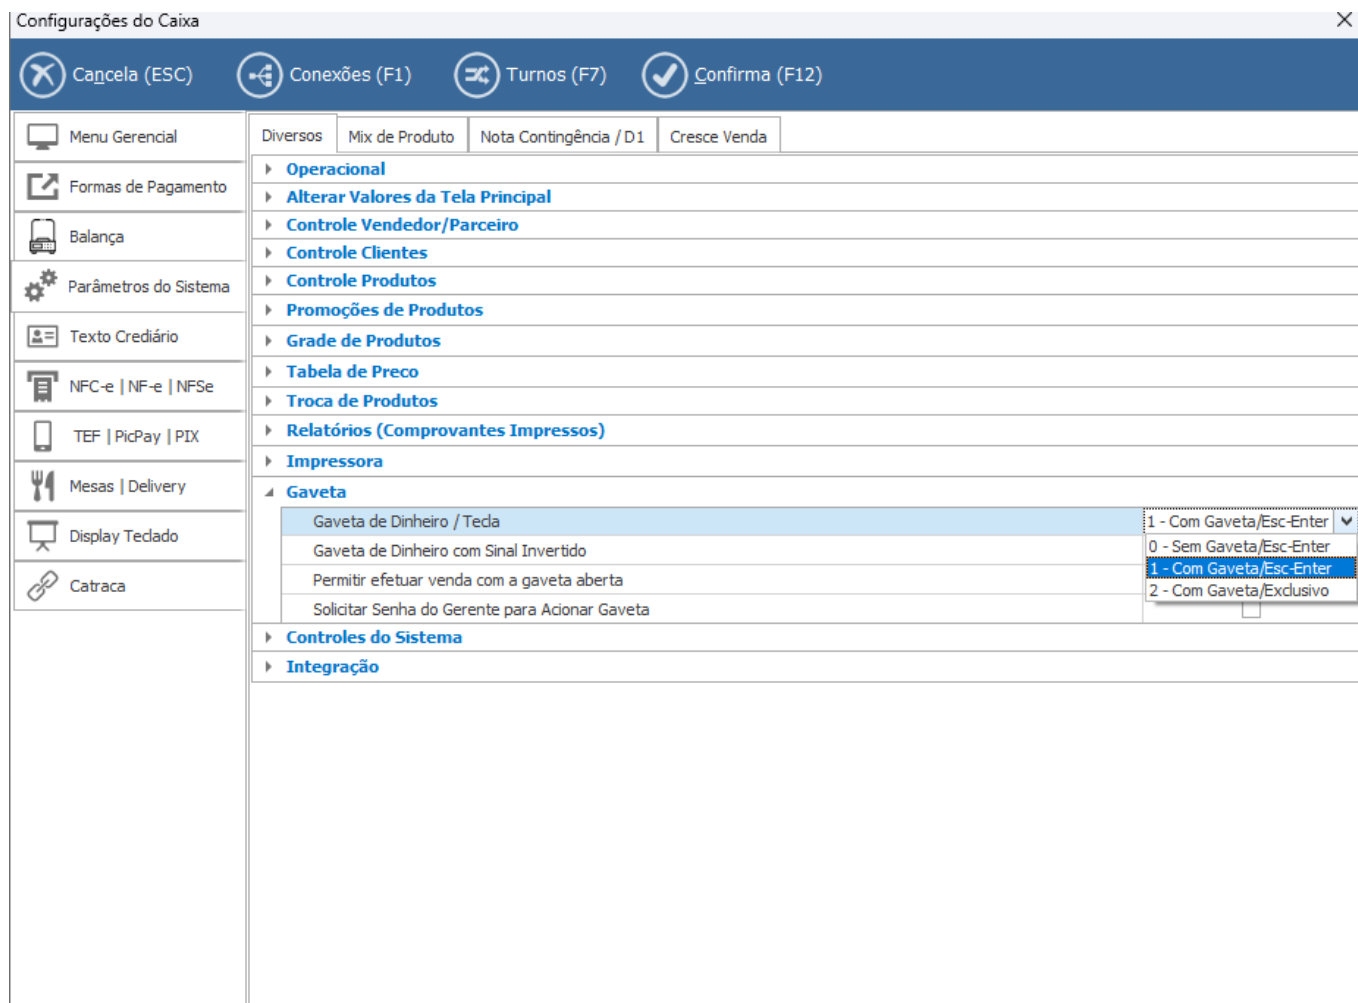 Configurações do Caixa
Cancela (ESC)
Conexões (F1)
Turnos (F7)
Confirma (F12)
Menu Gerencial
Formas de Pagamento
Balança
Parâmetros do Sistema
Texto Crediário
NFC-e | NF-e | NFSe
TEF | PicPay | PIX
Mesas | Delivery
Display Teclado
Catraca
Diversos
Mix de Produto
Nota Contingência / D1
Cresce Venda
Operacional
Alterar Valores da Tela Principal
Controle Vendedor/Parceiro
Controle Clientes
Controle Produtos
Promoções de Produtos
Grade de Produtos
Tabela de Preco
Troca de Produtos
Relatórios (Comprovantes Impressos)
Impressora
Gaveta
Gaveta de Dinheiro / Tecla
1 - Com Gaveta/Esc-Enter
Gaveta de Dinheiro com Sinal Invertido
0 - Sem Gaveta/Esc-Enter
1 - Com Gaveta/Esc-Enter
Permitir efetuar venda com a gaveta aberta
2 - Com Gaveta/Exclusivo
Solicitar Senha do Gerente para Acionar Gaveta
Controles do Sistema
Integração